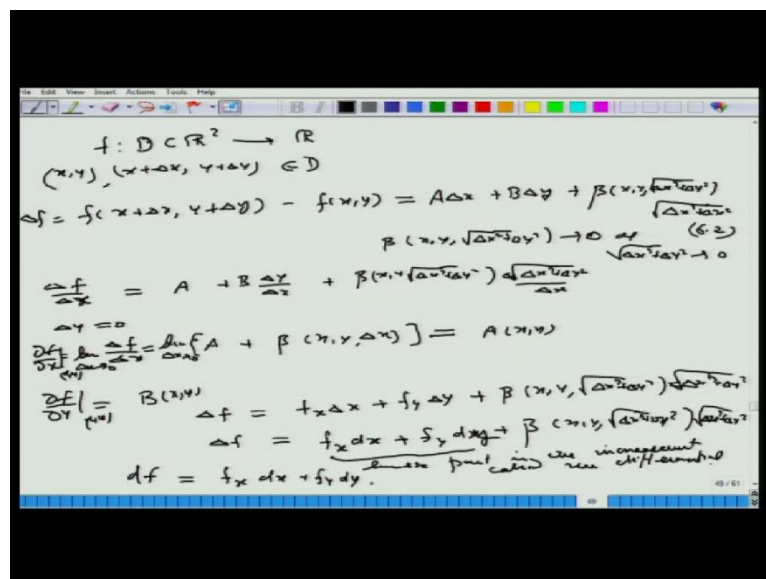 File Edit View Insert Actions Tools Help
f : D ⊂ ℝ² → ℝ
(x,y), (x+Δx, y+Δy) ∈ D
Δf = f(x+Δx, y+Δy) - f(x,y) = AΔx + BΔy + β(x,y,√Δx²+Δy²) √Δx²+Δy²
(6.2)
β(x,y,√Δx²+Δy²) → 0 as √Δx²+Δy² → 0
Δf/Δx = A + B Δy/Δx + β(x,y,√Δx²+Δy²) √Δx²+Δy²/Δx
Δy = 0
∂f/∂x|(x,y) = lim Δx→0 Δf/Δx = lim Δx→0 [A + β(x,y,Δx)] = A(x,y)
∂f/∂y|(x,y) = B(x,y)
Δf = fx Δx + fy Δy + β(x,y,√Δx²+Δy²) √Δx²+Δy²
Δf = fx dx + fy dy + β(x,y,√Δx²+Δy²) √Δx²+Δy²
linear part in the increment
called the differential
df = fx dx + fy dy.
49 / 61
49